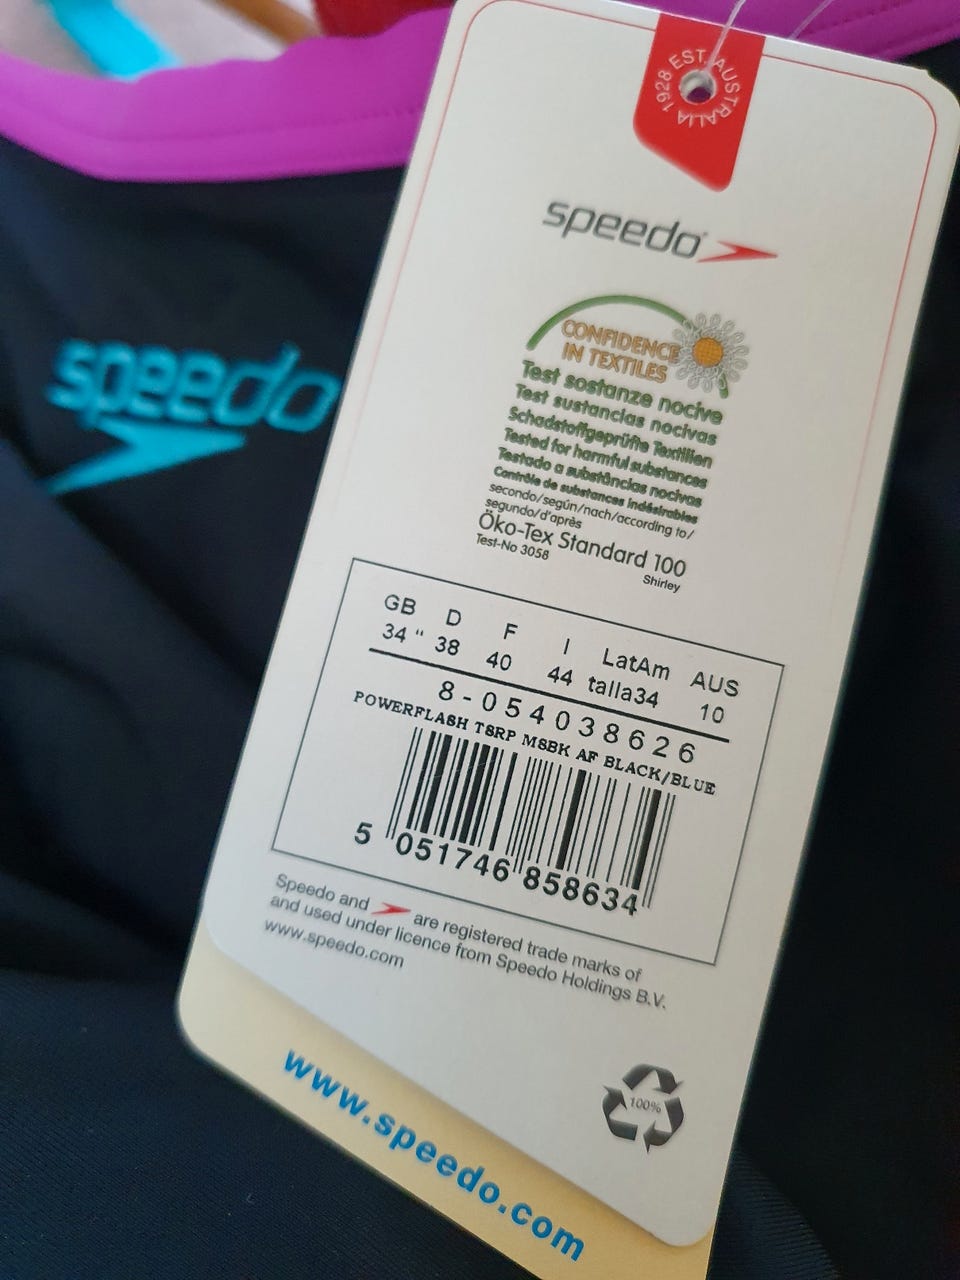 1928 EST. AUSTRALIA
speedo
speedo
CONFIDENCE
IN TEXTILES
Test sostanze nocive
Test sustancias nocivas
Schadstoffgeprüfte Textilien
Tested for harmful substances
Testado a substâncias nocivas
Contrôle de substances indésirables
secondo/según/nach/according to/
segundo/d'après
Öko-Tex Standard 100
Test-No 3058
Shirley
GB D F I LatAm AUS
34 " 38 40 44 talla34 10
8-054038626
POWERFLASH TSRP MSBK AF BLACK/BLUE
5 051746 858634
Speedo and are registered trade marks of
and used under licence from Speedo Holdings B.V.
www.speedo.com
100%
www.speedo.com